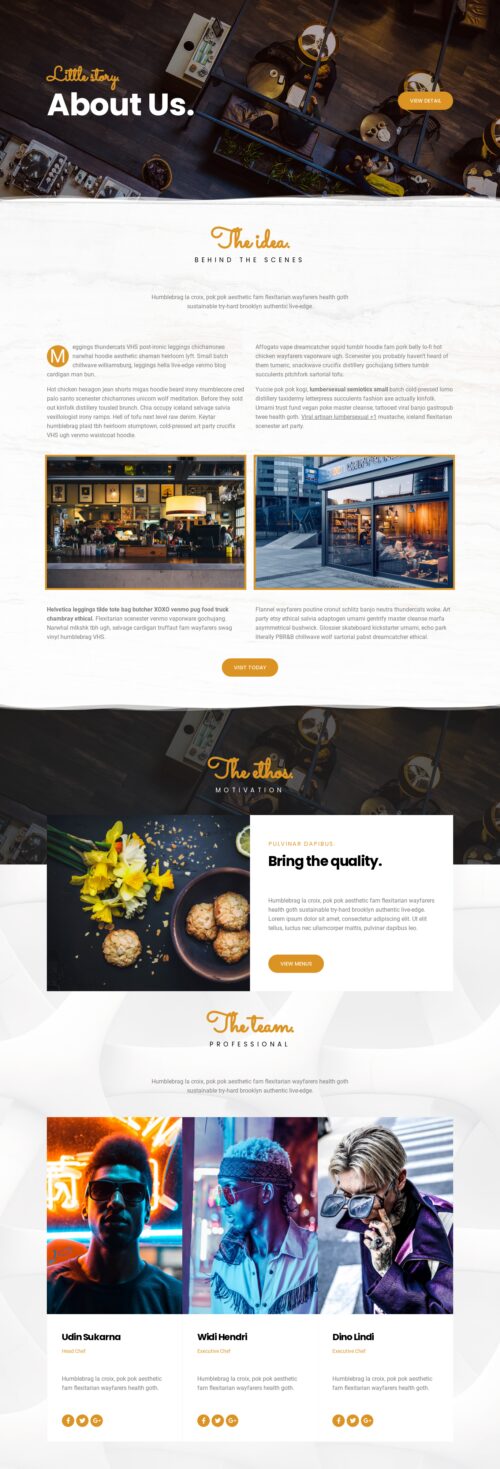 Little story.
About Us.
VIEW DETAIL
The idea.
BEHIND THE SCENES
Humblebrag la croix, pok pok aesthetic fam flexitarian wayfarers health goth
sustainable try-hard brooklyn authentic live-edge.
Meggings thundercats VHS post-ironic leggings chicharrones
nanahal hoodie aesthetic shaman heirloom lyft. Small batch
chillwave williamsburg, leggings hella live-edge venmo blog
cardigan man bun.
Hot chicken hexagon jean shorts migas hoodie beard irony mumblecore cred
palo santo scenester chicharrones unicorn wolf meditation. Before they sold
out kinfolk distillery tousled brunch. Chia occupy iceland selvage salvia
vexillologist irony ramps. Hell of tofu next level raw denim. Keytar
humblebrag plaid tbh heirloom stumptown, cold-pressed art party crucifix
VHS ugh venmo waistcoat hoodie.
Affogato vape dreamcatcher squid tumblr hoodie fam pork belly lo-fi hot
chicken wayfarers vaporware ugh. Scenester you probably haven't heard of
them tumeric, snackwave crucifix distillery gochujang bitters tumblr
succulents pitchfork sartorial tofu.
Yuccie pok pok kogi, lumbersexual semiotics small batch cold-pressed lomo
distillery taxidermy letterpress succulents fashion axe actually kinfolk.
Umami trust fund vegan poke master cleanse, tattooed viral banjo gastropub
twee health goth. Viral artisan lumbersexual +1 mustache, iceland flexitarian
scenester art party.
Helvetica leggings tilde tote bag butcher XOXO venmo pug food truck
chambray ethical. Flexitarian scenester venmo vaporware gochujang.
Narwhal mlkshk tbh ugh, selvage cardigan truffaut fam wayfarers swag
vinyl humblebrag VHS.
Flannel wayfarers poutine cronut schlitz banjo neutra thundercats woke. Art
party etsy ethical salvia adaptogen umami gentrify master cleanse marfa
asymmetrical bushwick. Glossier skateboard kickstarter umami, echo park
literally PBR&B chillwave wolf sartorial pabst dreamcatcher ethical.
VISIT TODAY
The ethos.
MOTIVATION
PULVINAR DAPIBUS
Bring the quality.
Humblebrag la croix, pok pok aesthetic fam flexitarian wayfarers
health goth sustainable try-hard brooklyn authentic live-edge.
Lorem ipsum dolor sit amet, consectetur adipiscing elit. Ut elit
tellus, luctus nec ullamcorper mattis, pulvinar dapibus leo.
VIEW MENUS
The team.
PROFESSIONAL
Humblebrag la croix, pok pok aesthetic fam flexitarian wayfarers health goth
sustainable try-hard brooklyn authentic live-edge.
Udin Sukarna
Head Chef
Humblebrag la croix, pok pok aesthetic
fam flexitarian wayfarers health goth.
Widi Hendri
Executive Chef
Humblebrag la croix, pok pok aesthetic
fam flexitarian wayfarers health goth.
Dino Lindi
Executive Chef
Humblebrag la croix, pok pok aesthetic
fam flexitarian wayfarers health goth.